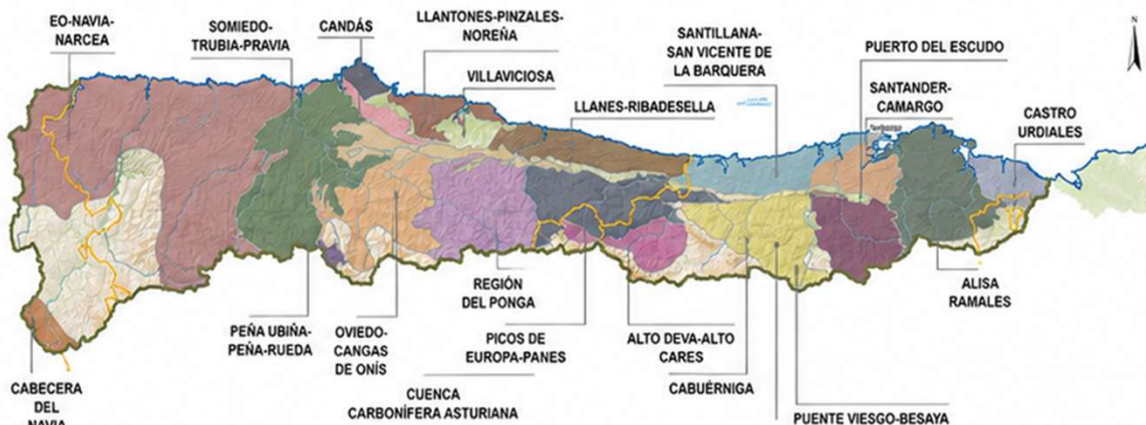 EO-NAVIA-
NARCEA
SOMIEDO-
TRUBIA-PRAVIA
CANDÁS
LLANTONES-PINZALES-
NOREÑA
VILLAVICIOSA
LLANES-RIBADESELLA
SANTILLANA-
SAN VICENTE DE
LA BARQUERA
PUERTO DEL ESCUDO
SANTANDER-
CAMARGO
CASTRO
URDIALES
N
CABECERA
DEL
NAVIA
PEÑA UBIÑA-
PEÑA-RUEDA
OVIEDO-
CANGAS
DE ONÍS
CUENCA
CARBONÍFERA ASTURIANA
REGIÓN
DEL PONGA
PICOS DE
EUROPA-PANES
ALTO DEVA-ALTO
CARES
CABUÉRNIGA
PUENTE VIESGO-BESAYA
ALISA
RAMALES